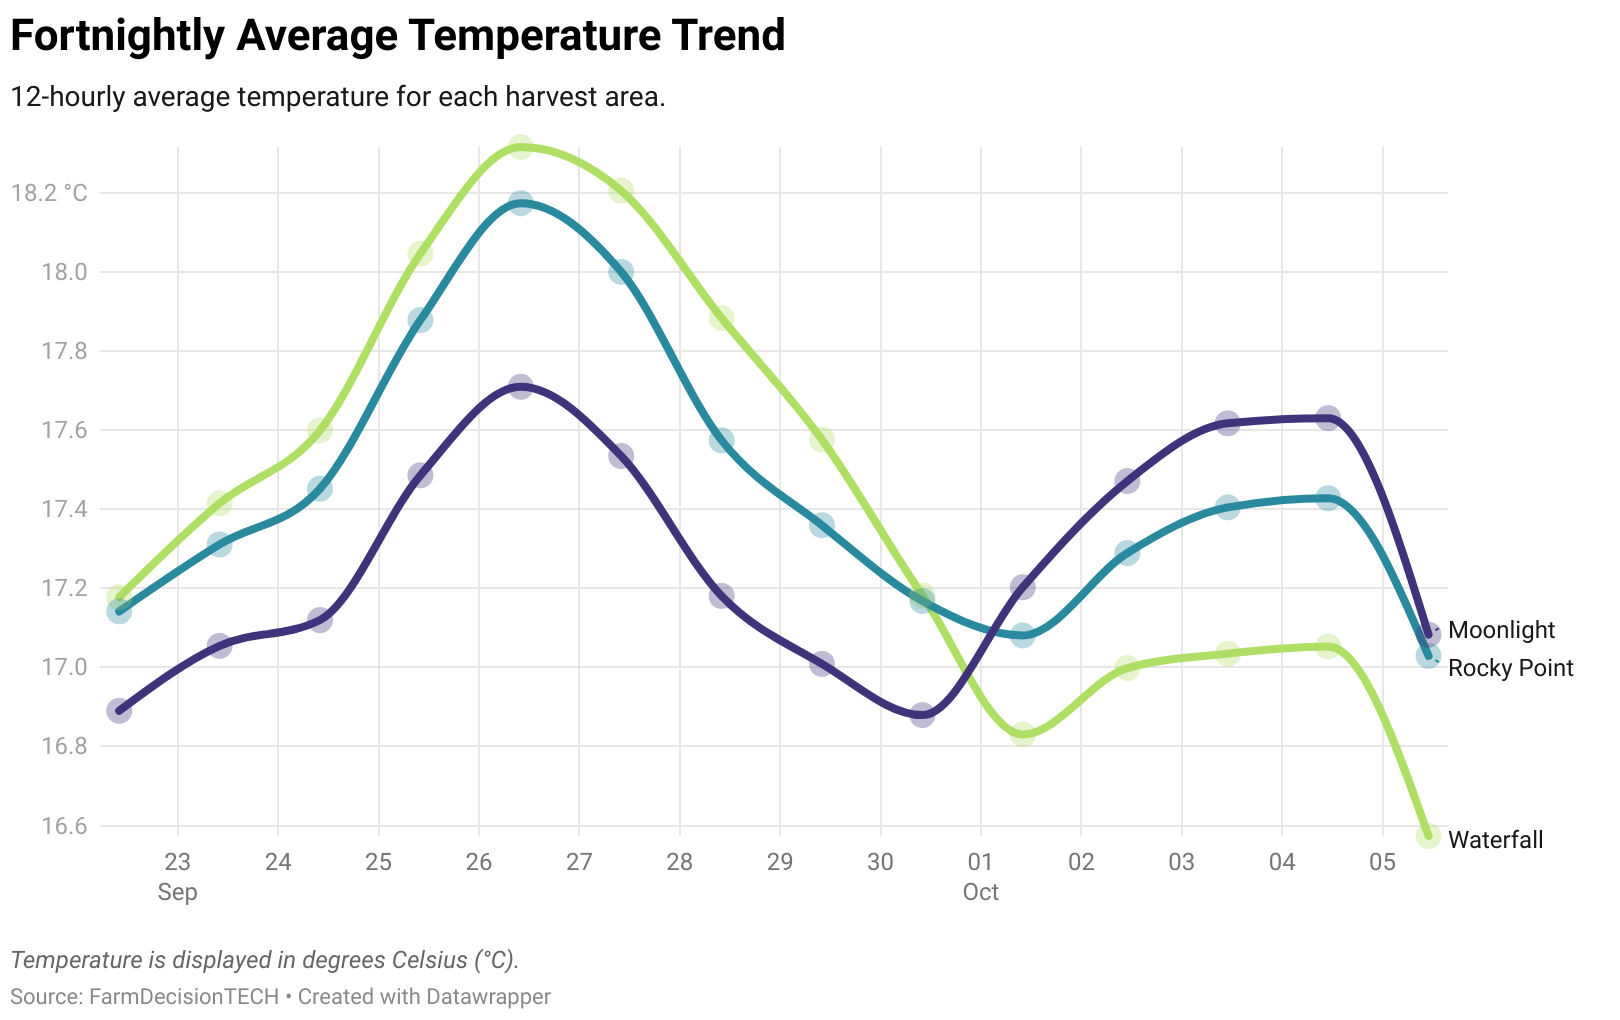 Fortnightly Average Temperature Trend
12-hourly average temperature for each harvest area.
18.2 °C
18.0
17.8
17.6
17.4
17.2
17.0
16.8
16.6
Moonlight
Rocky Point
Waterfall
23 24 25 26 27 28 29 30 01 02 03 04 05
Sep Oct
Temperature is displayed in degrees Celsius (°C).
Source: FarmDecisionTECH • Created with Datawrapper